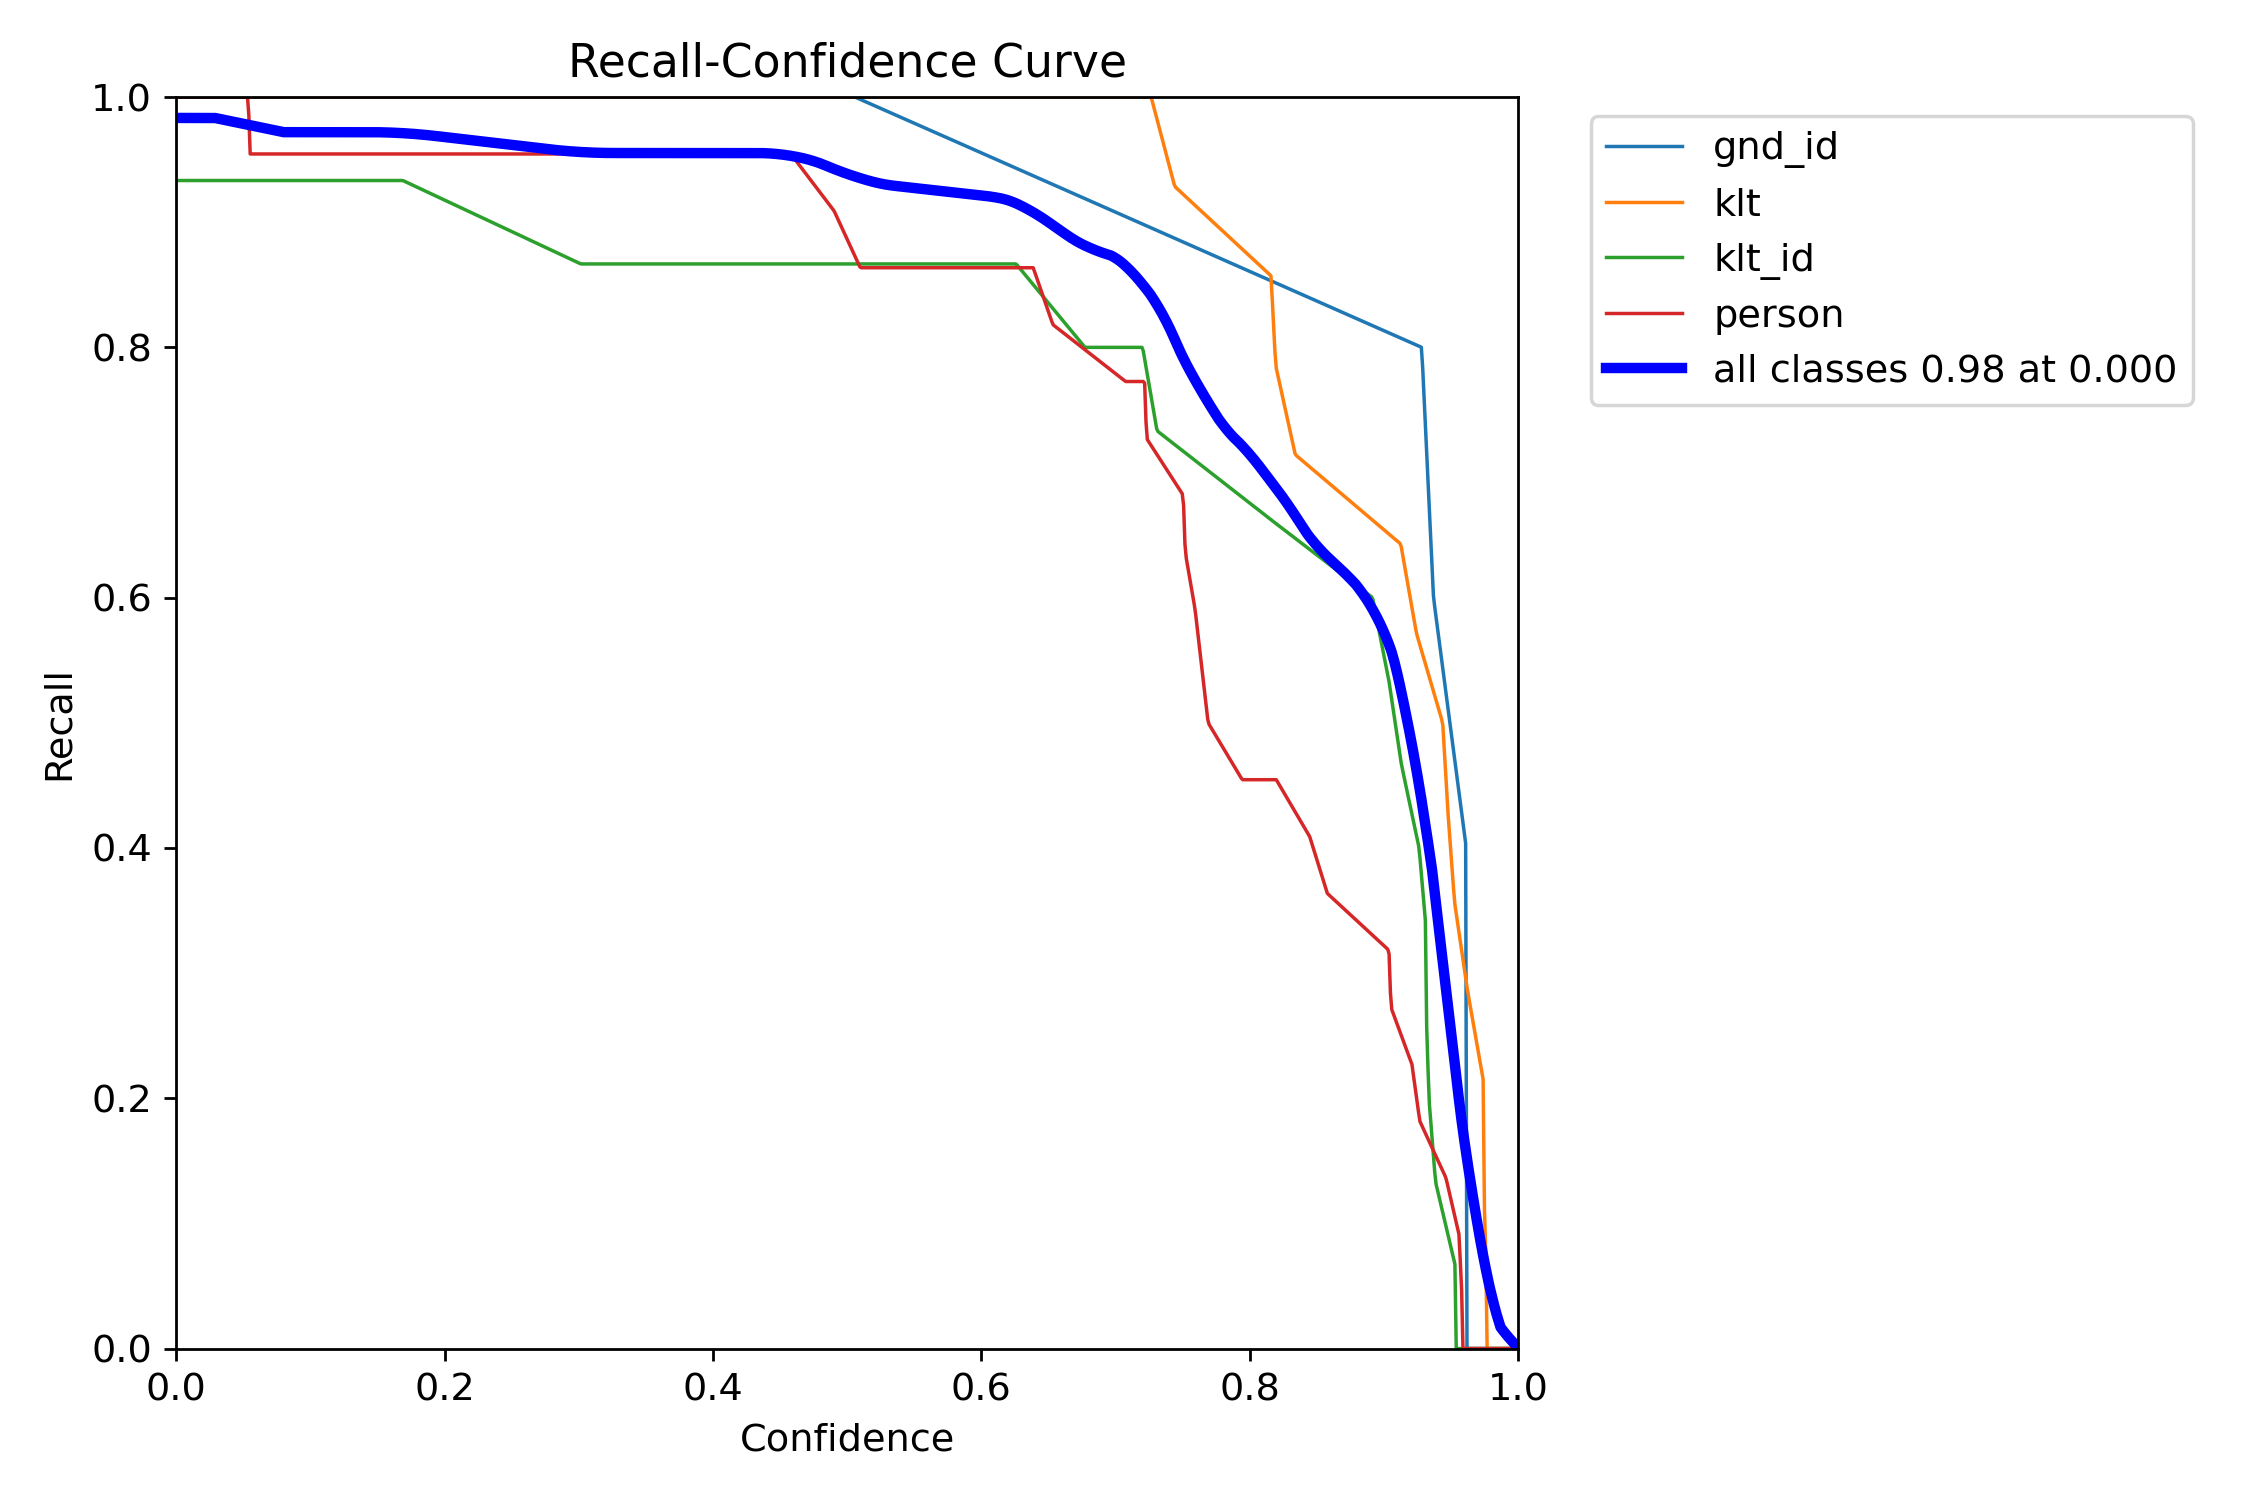 Recall-Confidence Curve
1.0
0.8
0.6
0.4
0.2
0.0
Recall
0.0 0.2 0.4 0.6 0.8 1.0
Confidence
gnd_id
klt
klt_id
person
all classes 0.98 at 0.000